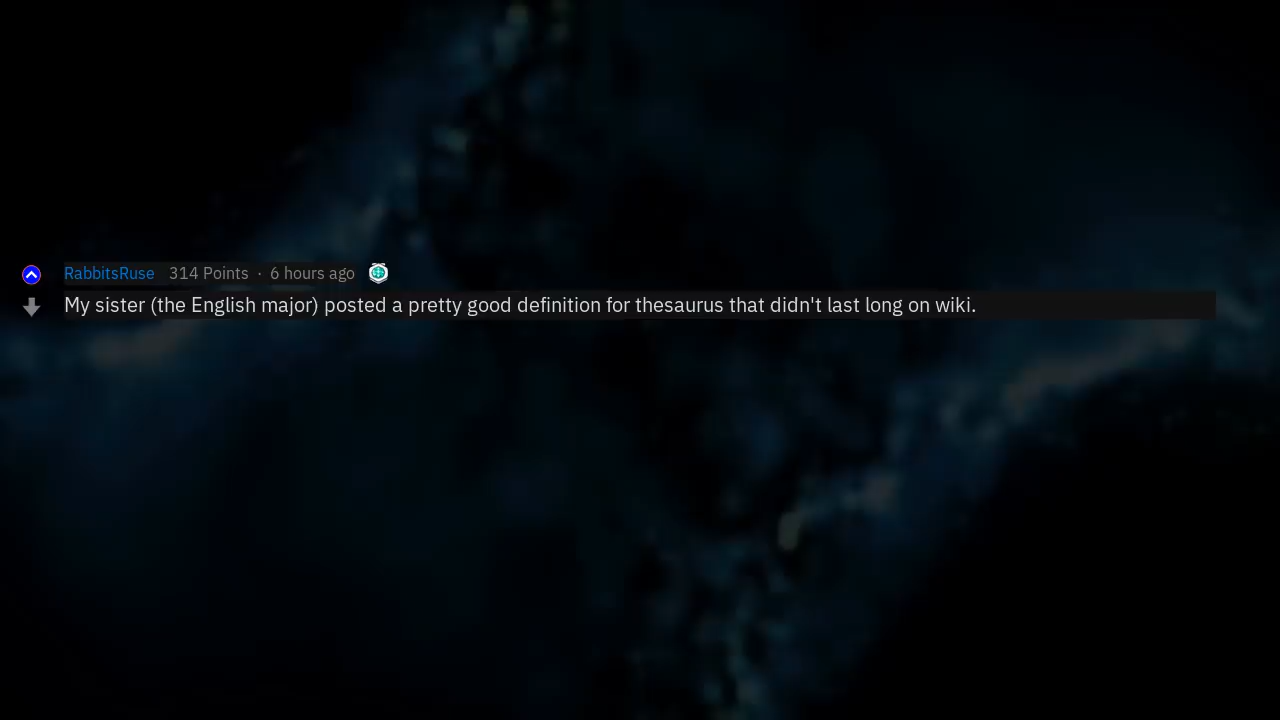 RabbitsRuse 314 Points · 6 hours ago
My sister (the English major) posted a pretty good definition for thesaurus that didn't last long on wiki.